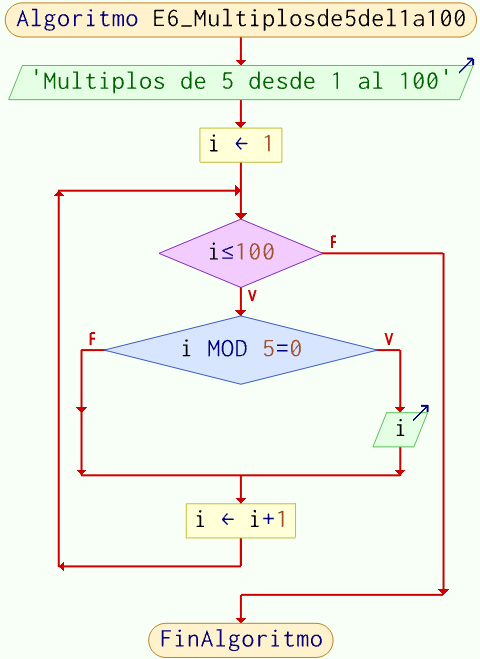 Algoritmo E6_Multiplosde5del1a100
'Multiplos de 5 desde 1 al 100'
i ← 1
i≤100
F
V
i MOD 5=0
F
V
i
i ← i+1
FinAlgoritmo